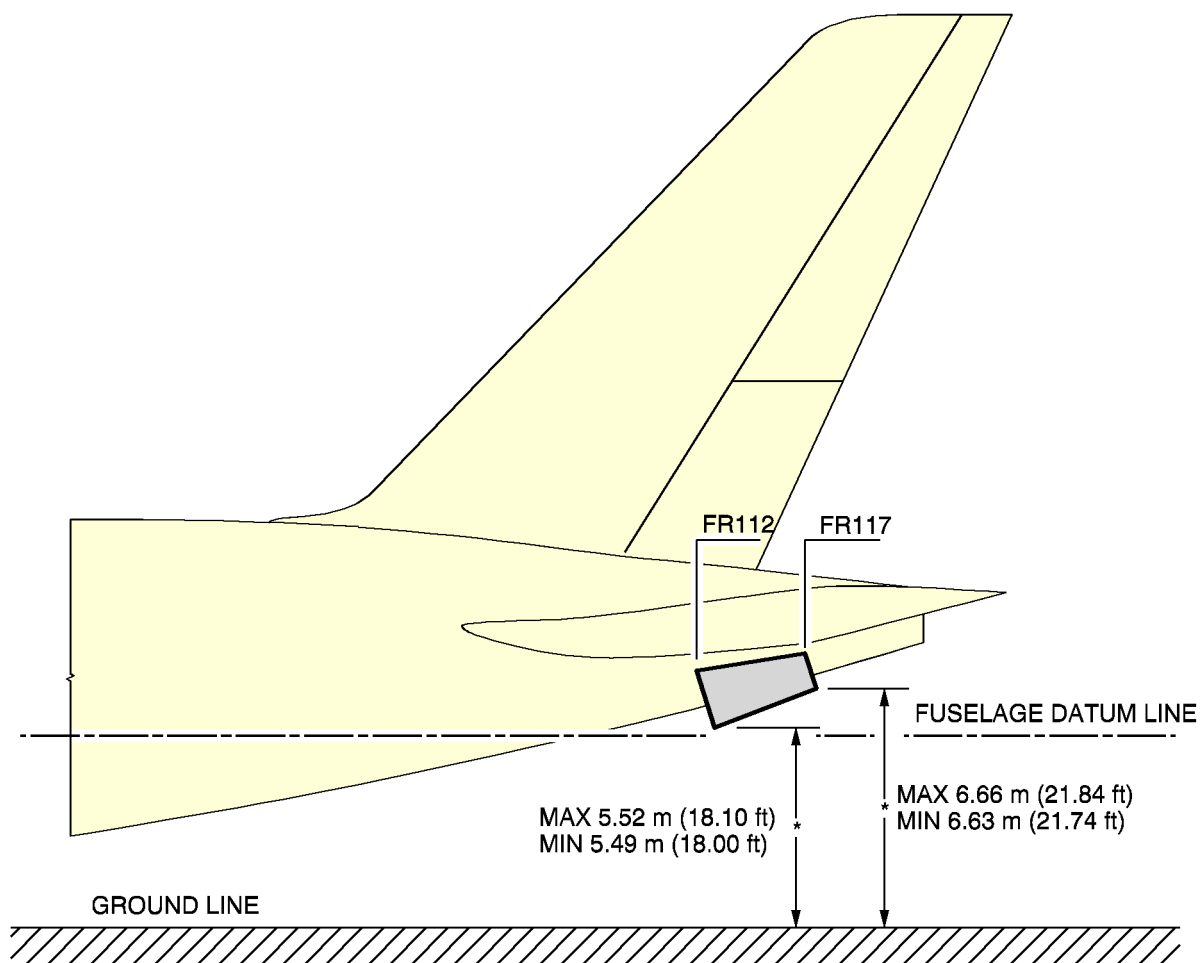 FR112
FR117
FUSELAGE DATUM LINE
MAX 6.66 m (21.84 ft)
MIN 6.63 m (21.74 ft)
*
MAX 5.52 m (18.10 ft)
MIN 5.49 m (18.00 ft)
*
GROUND LINE